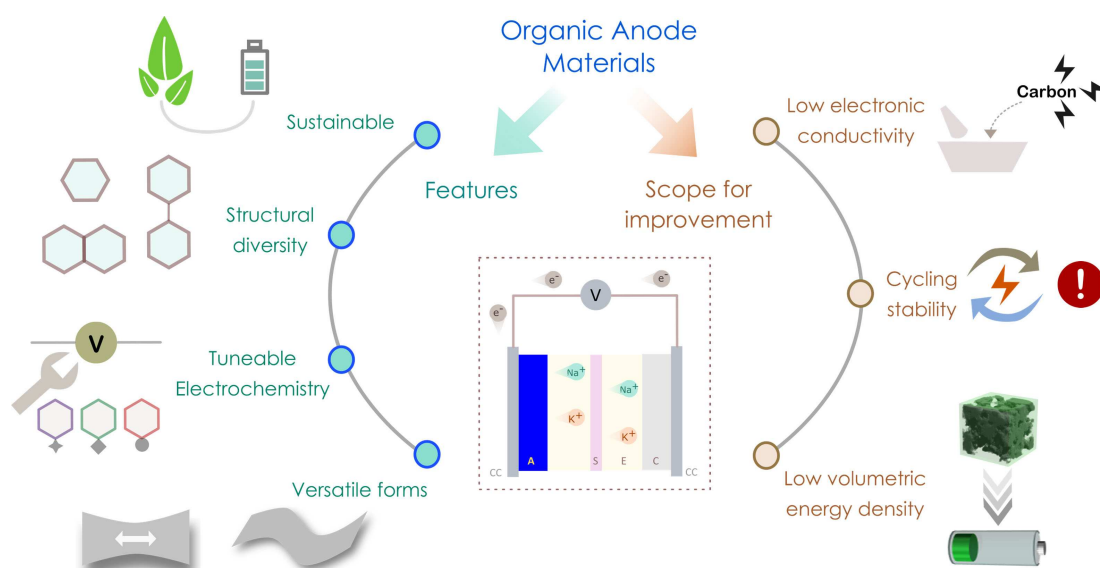 Organic Anode
Materials
Features
Scope for
improvement
Sustainable
Structural
diversity
V
Tuneable
Electrochemistry
Versatile forms
Low electronic
conductivity
Carbon
Cycling
stability
!
Low volumetric
energy density
e⁻
e⁻
e⁻
V
Na⁺
Na⁺
K⁺
K⁺
A
S
E
C
CC
CC